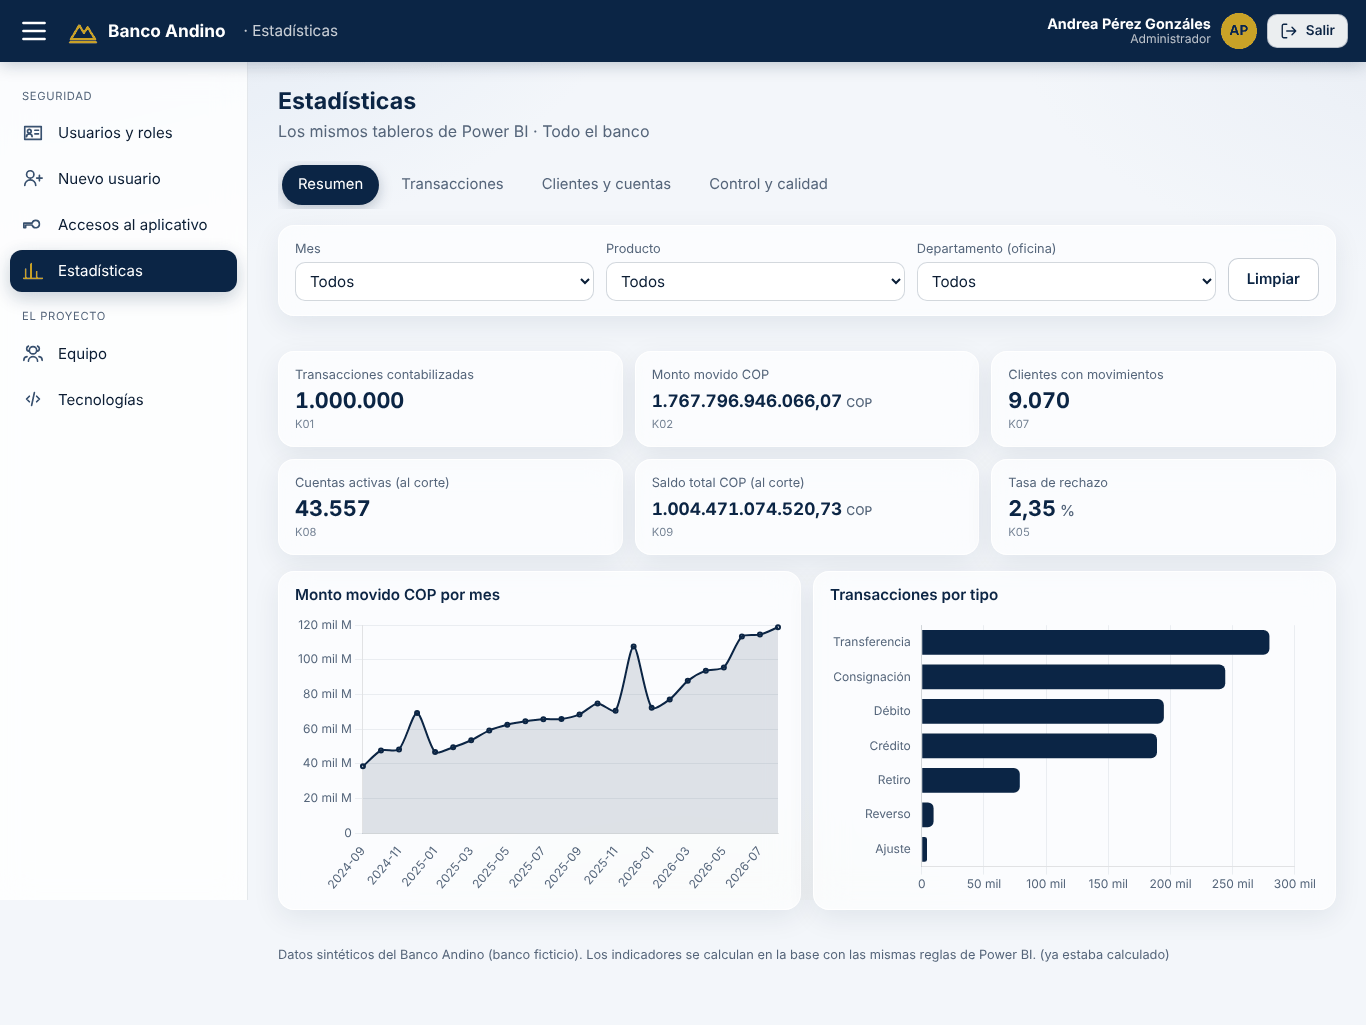 Banco Andino · Estadísticas
Andrea Pérez Gonzáles
Administrador
AP
Salir
SEGURIDAD
Usuarios y roles
Nuevo usuario
Accesos al aplicativo
Estadísticas
EL PROYECTO
Equipo
Tecnologías
Estadísticas
Los mismos tableros de Power BI · Todo el banco
Resumen Transacciones Clientes y cuentas Control y calidad
Mes Producto Departamento (oficina)
Todos Todos Todos Limpiar
Transacciones contabilizadas
1.000.000
K01
Monto movido COP
1.767.796.946.066,07 COP
K02
Clientes con movimientos
9.070
K07
Cuentas activas (al corte)
43.557
K08
Saldo total COP (al corte)
1.004.471.074.520,73 COP
K09
Tasa de rechazo
2,35 %
K05
Monto movido COP por mes
120 mil M
100 mil M
80 mil M
60 mil M
40 mil M
20 mil M
0
2024-09 2024-11 2025-01 2025-03 2025-05 2025-07 2025-09 2025-11 2026-01 2026-03 2026-05 2026-07
Transacciones por tipo
Transferencia
Consignación
Débito
Crédito
Retiro
Reverso
Ajuste
0 50 mil 100 mil 150 mil 200 mil 250 mil 300 mil
Datos sintéticos del Banco Andino (banco ficticio). Los indicadores se calculan en la base con las mismas reglas de Power BI. (ya estaba calculado)